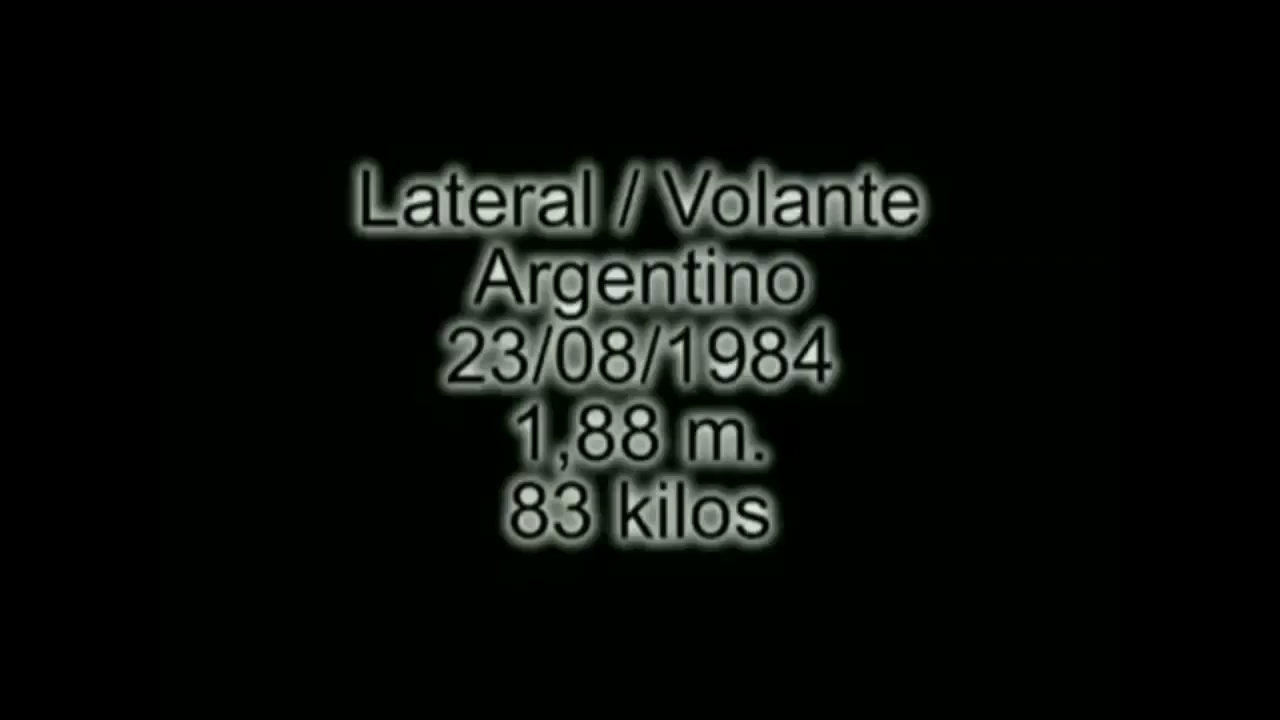 Lateral / Volante
Argentino
23/08/1984
1,88 m.
83 kilos